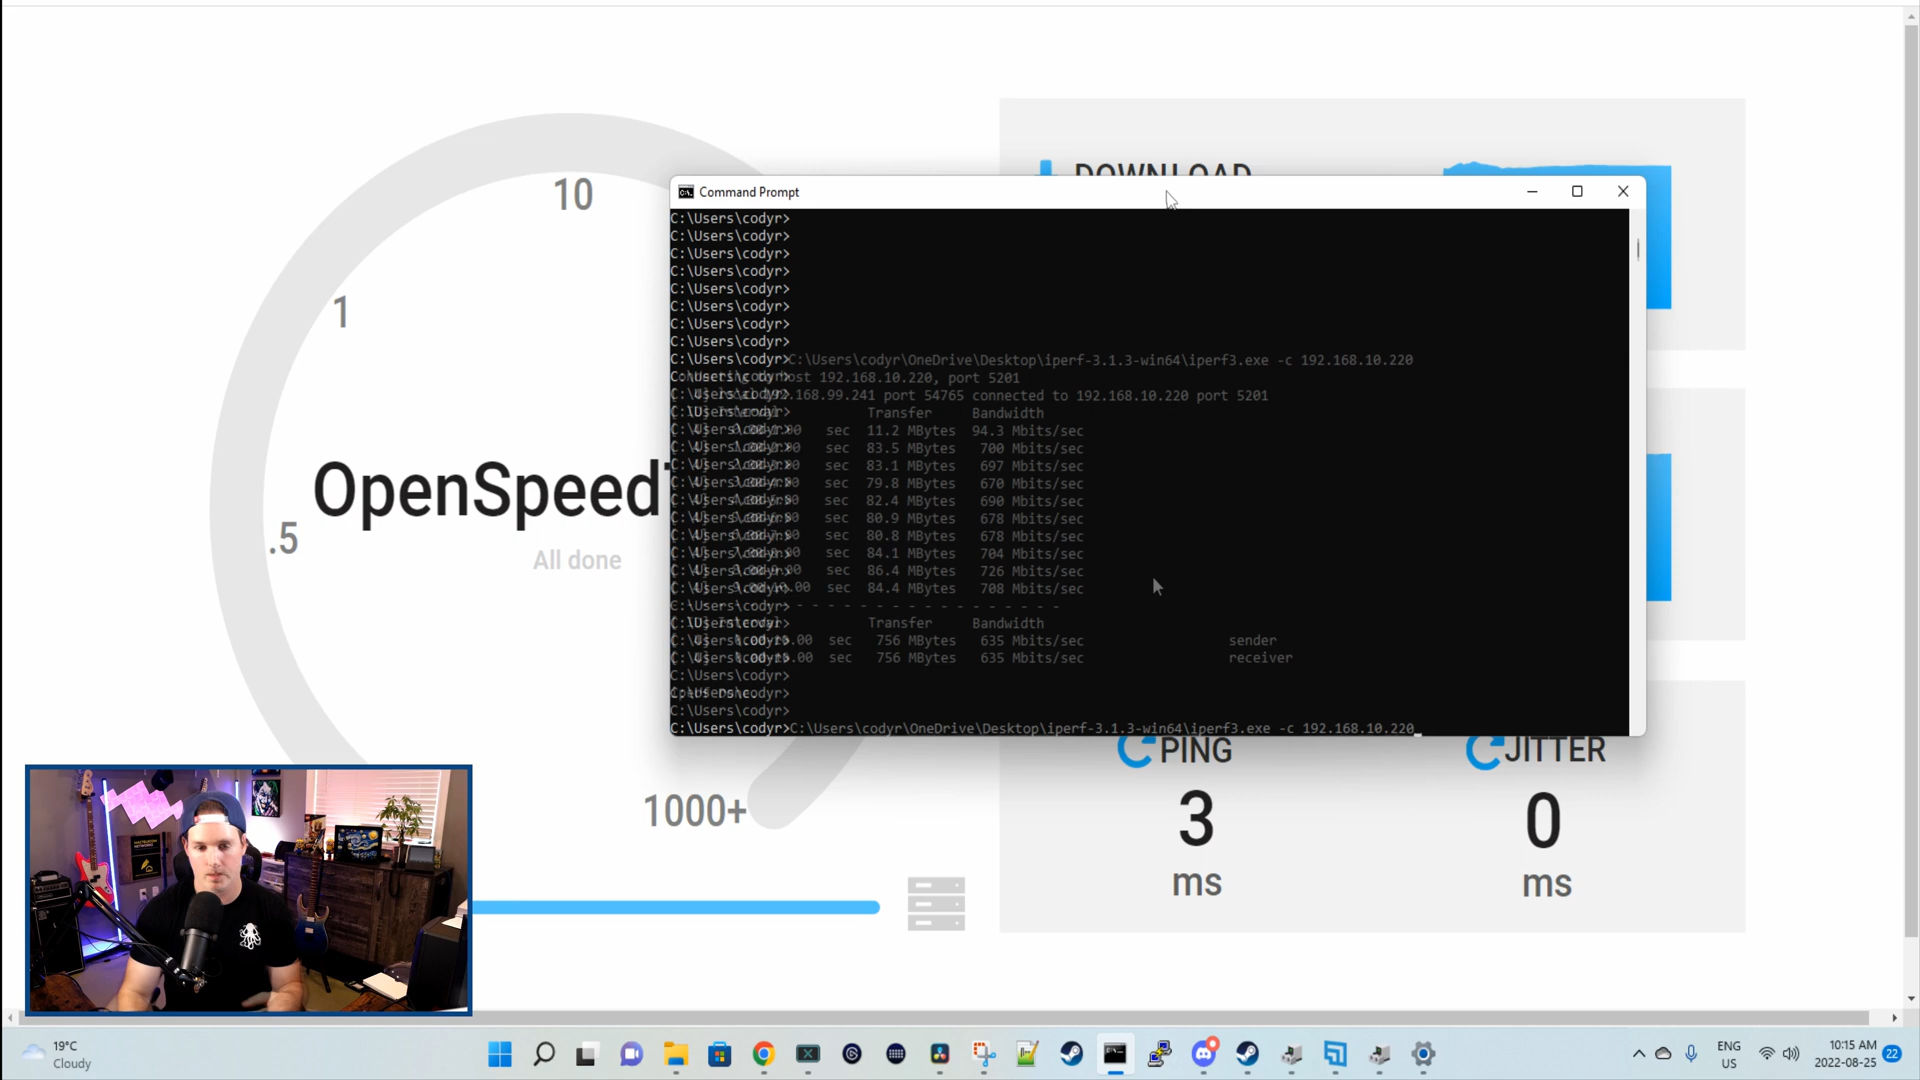 10
1
.5
OpenSpeed
All done
1000+
DOWNLOAD
Command Prompt
C:\Users\codyr>
C:\Users\codyr>
C:\Users\codyr>
C:\Users\codyr>
C:\Users\codyr>
C:\Users\codyr>
C:\Users\codyr>
C:\Users\codyr>
C:\Users\codyr>C:\Users\codyr\OneDrive\Desktop\iperf-3.1.3-win64\iperf3.exe -c 192.168.10.220
host 192.168.10.220, port 5201
192.168.99.241 port 54765 connected to 192.168.10.220 port 5201
Transfer Bandwidth
sec 11.2 MBytes 94.3 Mbits/sec
sec 83.5 MBytes 700 Mbits/sec
sec 83.1 MBytes 697 Mbits/sec
sec 79.8 MBytes 670 Mbits/sec
sec 82.4 MBytes 690 Mbits/sec
sec 80.9 MBytes 678 Mbits/sec
sec 80.8 MBytes 678 Mbits/sec
sec 84.1 MBytes 704 Mbits/sec
sec 86.4 MBytes 726 Mbits/sec
sec 84.4 MBytes 708 Mbits/sec
C:\Users\codyr> - - - - - - - - - - - - - - - - -
Transfer Bandwidth
sec 756 MBytes 635 Mbits/sec sender
sec 756 MBytes 635 Mbits/sec receiver
C:\Users\codyr>
C:\Users\codyr>
C:\Users\codyr>C:\Users\codyr\OneDrive\Desktop\iperf-3.1.3-win64\iperf3.exe -c 192.168.10.220
PING
3
ms
JITTER
0
ms
19°C
Cloudy
ENG
US
10:15 AM
2022-08-25
22